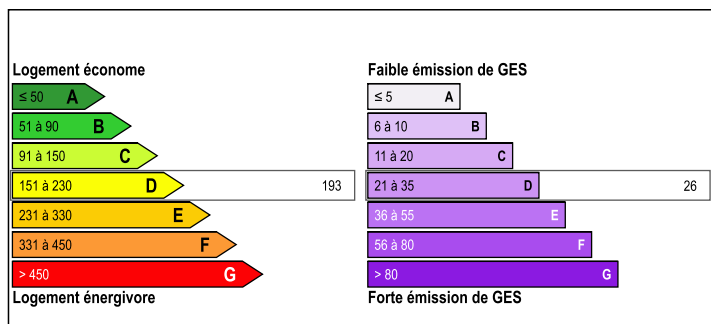 Logement économe
≤ 50 A
51 à 90 B
91 à 150 C
151 à 230 D 193
231 à 330 E
331 à 450 F
> 450 G
Logement énergivore
Faible émission de GES
≤ 5 A
6 à 10 B
11 à 20 C
21 à 35 D 26
36 à 55 E
56 à 80 F
> 80 G
Forte émission de GES